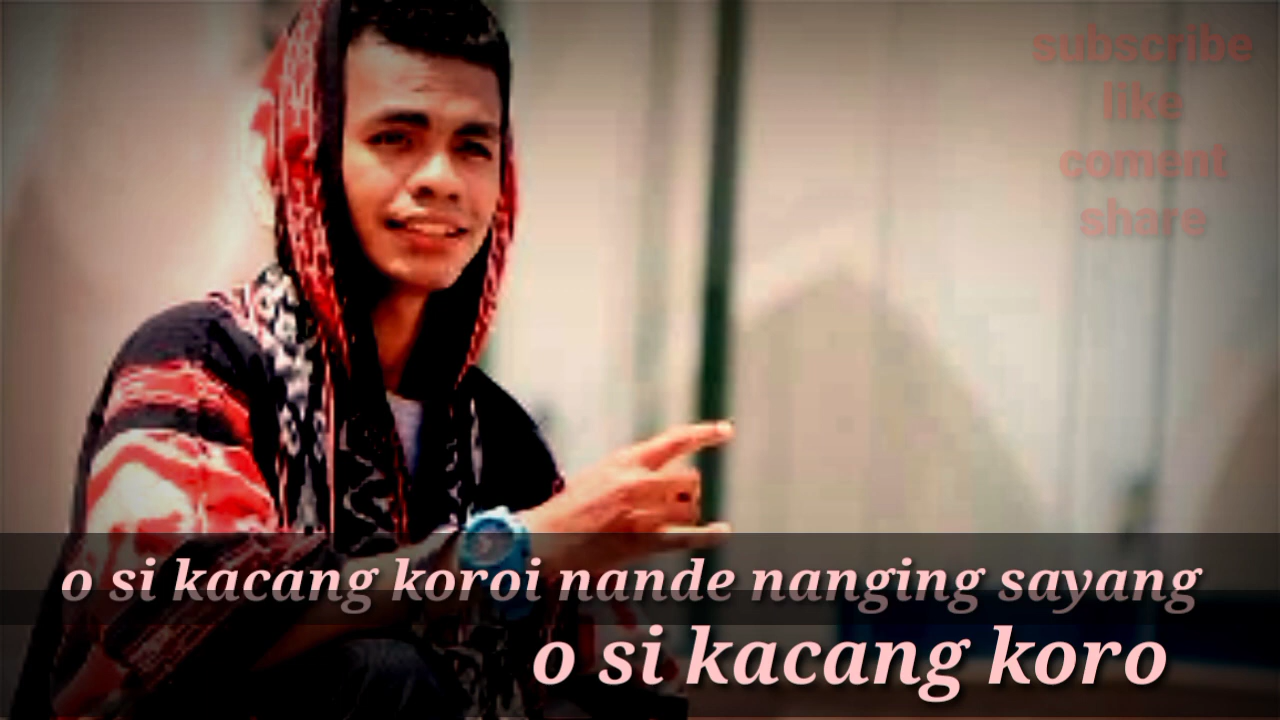 subscribe
like
coment
share
o si kacang koroi nande nanging sayang
o si kacang koro